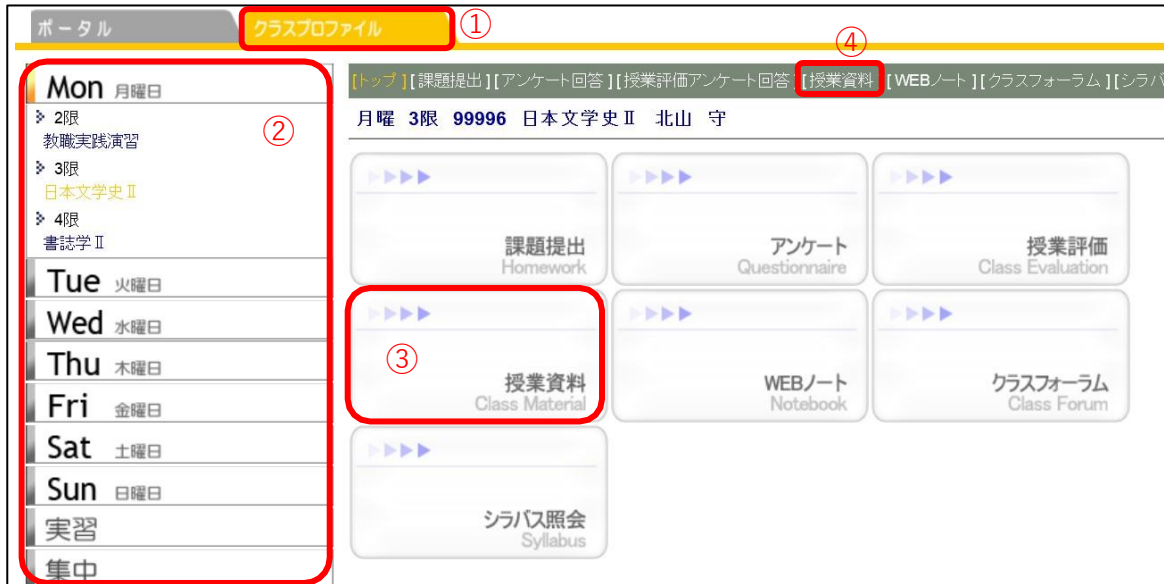 ポータル
クラスプロファイル
①
④
Mon 月曜日
②
2限
教職実践演習
3限
日本文学史Ⅱ
4限
書誌学Ⅱ
Tue 火曜日
Wed 水曜日
Thu 木曜日
Fri 金曜日
Sat 土曜日
Sun 日曜日
実習
集中
[トップ][課題提出][アンケート回答][授業評価アンケート回答][授業資料][WEBノート][クラスフォーラム][シラバ
月曜 3限 99996 日本文学史Ⅱ 北山 守
課題提出
Homework
アンケート
Questionnaire
授業評価
Class Evaluation
③
授業資料
Class Material
WEBノート
Notebook
クラスフォーラム
Class Forum
シラバス照会
Syllabus